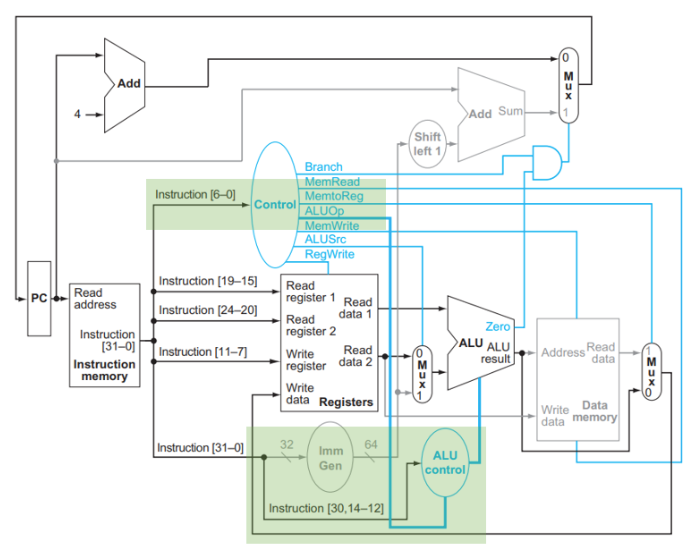 Add
4
0
Mux
1
Add Sum
Shift
left 1
Branch
MemRead
Instruction [6–0]
Control
MemtoReg
ALUOp
MemWrite
ALUSrc
RegWrite
PC
Read
address
Instruction
[31–0]
Instruction
memory
Instruction [19–15]
Instruction [24–20]
Instruction [11–7]
Read
register 1
Read
data 1
Read
register 2
Write
register
Read
data 2
Write
data
Registers
0
Mux
1
Zero
ALU
ALU
result
Address
Read
data
Write
data
Data
memory
1
Mux
0
Instruction [31–0]
32
Imm
Gen
64
ALU
control
Instruction [30,14–12]